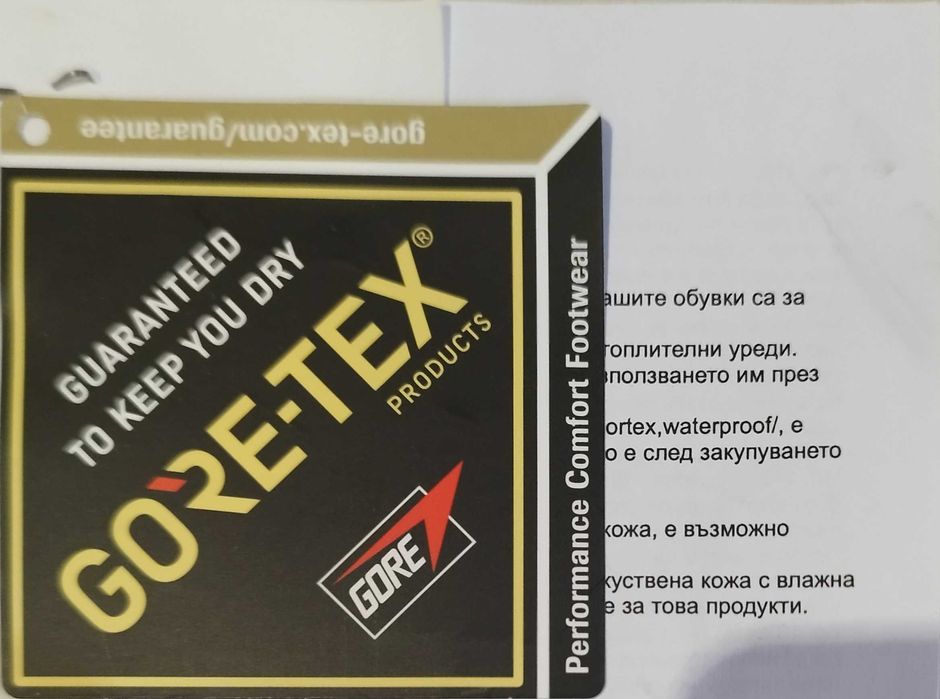 gore-tex.com/guarantee
GUARANTEED
TO KEEP YOU DRY
GORE-TEX®
PRODUCTS
GORE
Performance Comfort Footwear
ашите обувки са за
топлителни уреди.
зползването им през
ortex,waterproof/, е
о е след закупуването
кожа, е възможно
куствена кожа с влажна
е за това продукти.